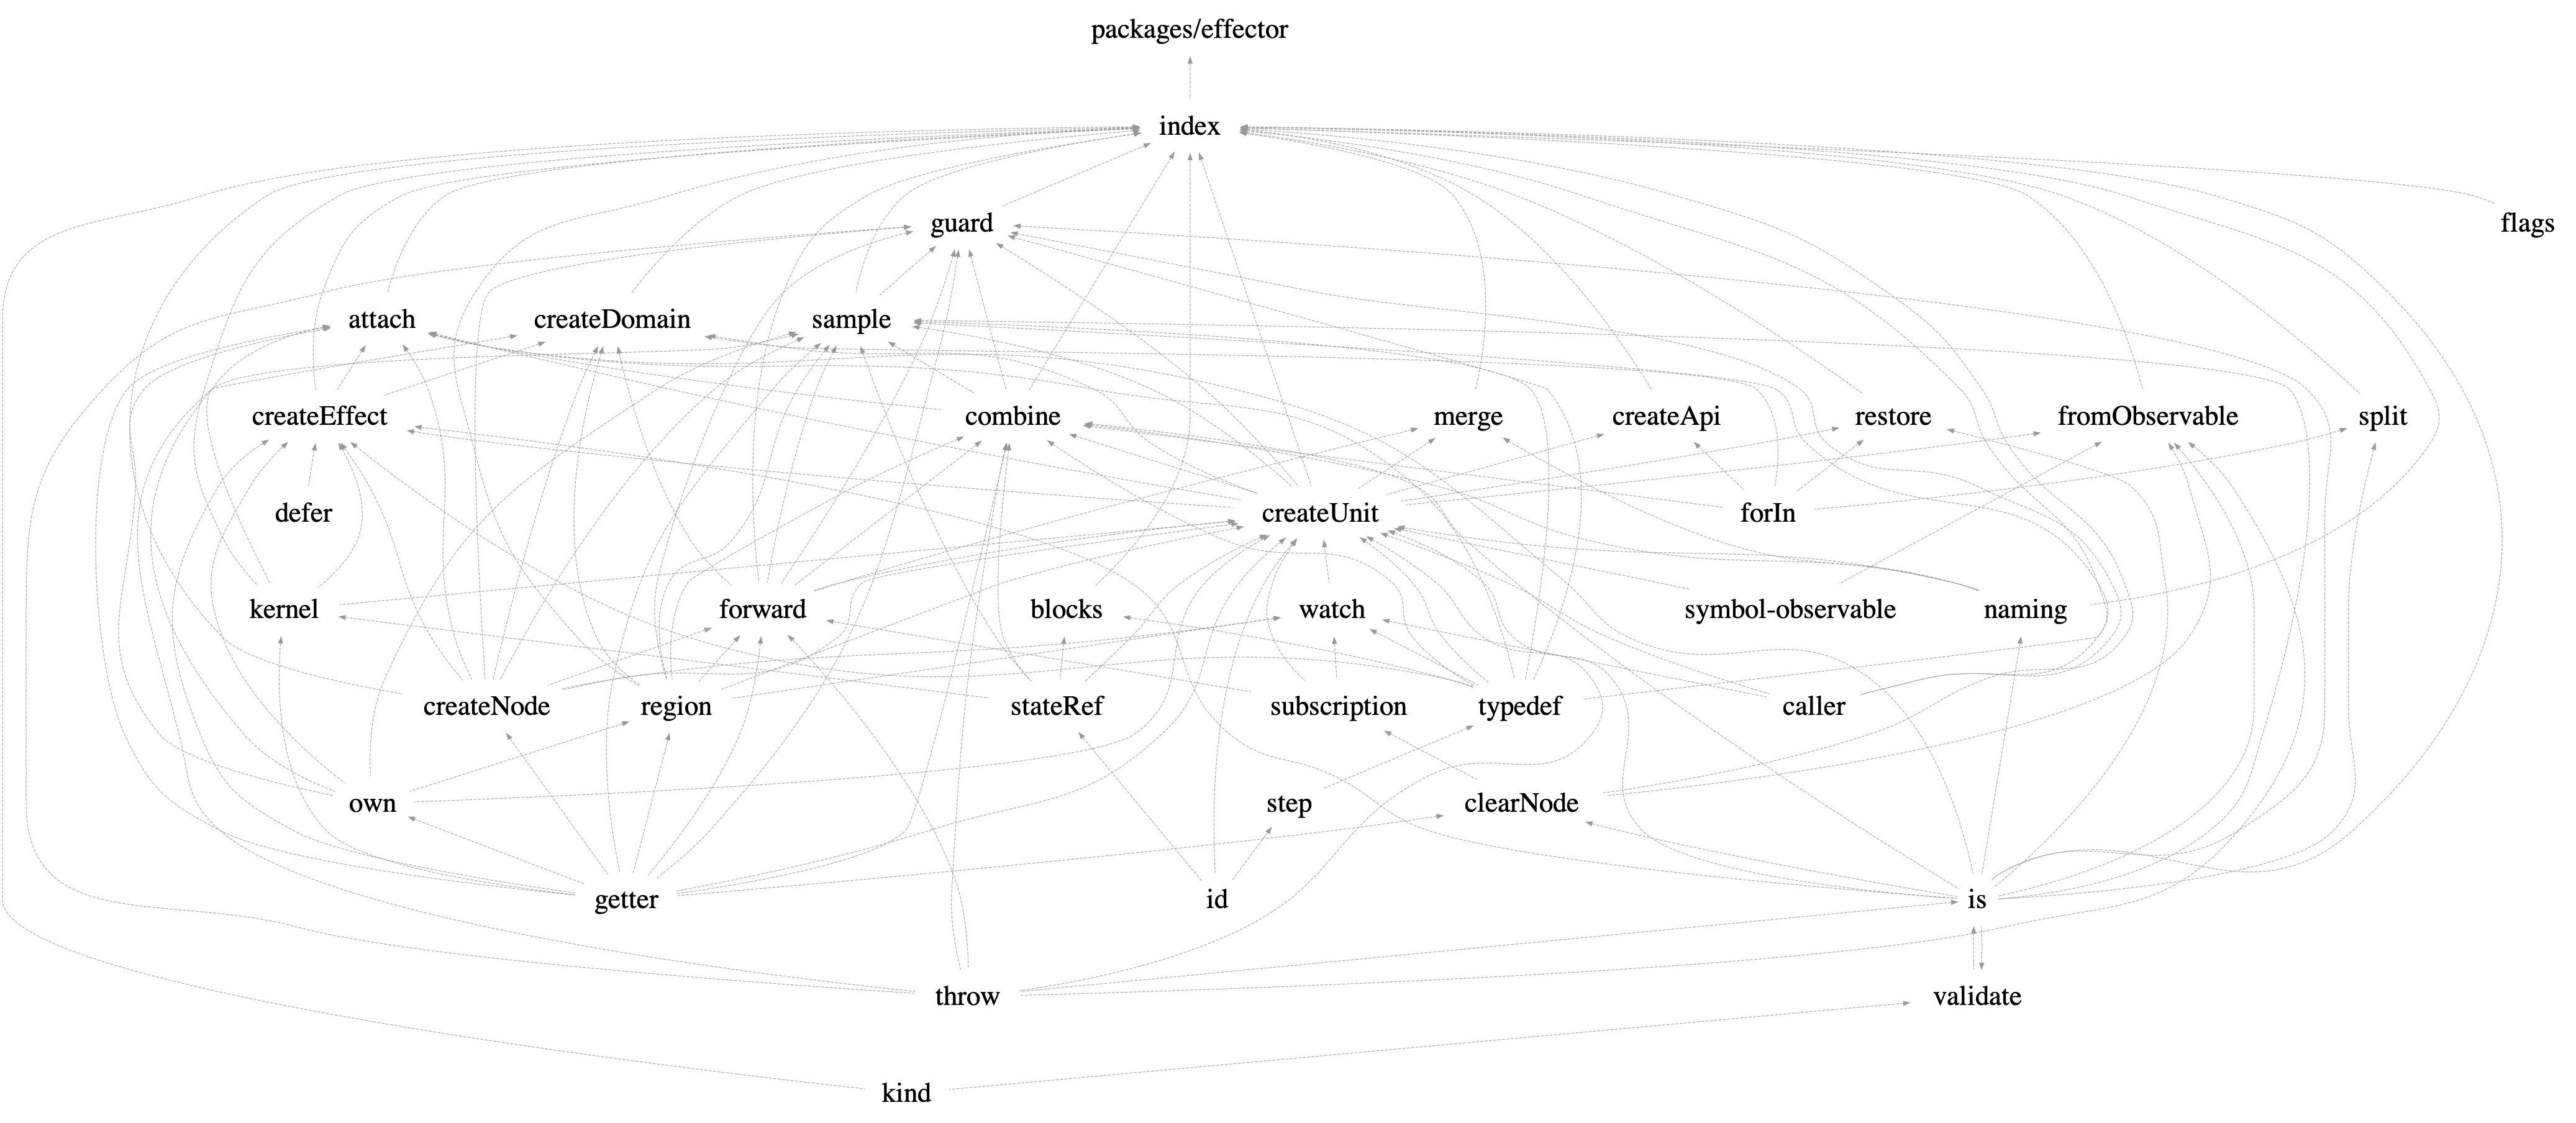 packages/effector
index
guard
flags
attach
createDomain
sample
createEffect
combine
merge
createApi
restore
fromObservable
split
defer
createUnit
forIn
kernel
forward
blocks
watch
symbol-observable
naming
createNode
region
stateRef
subscription
typedef
caller
own
step
clearNode
getter
id
is
throw
validate
kind